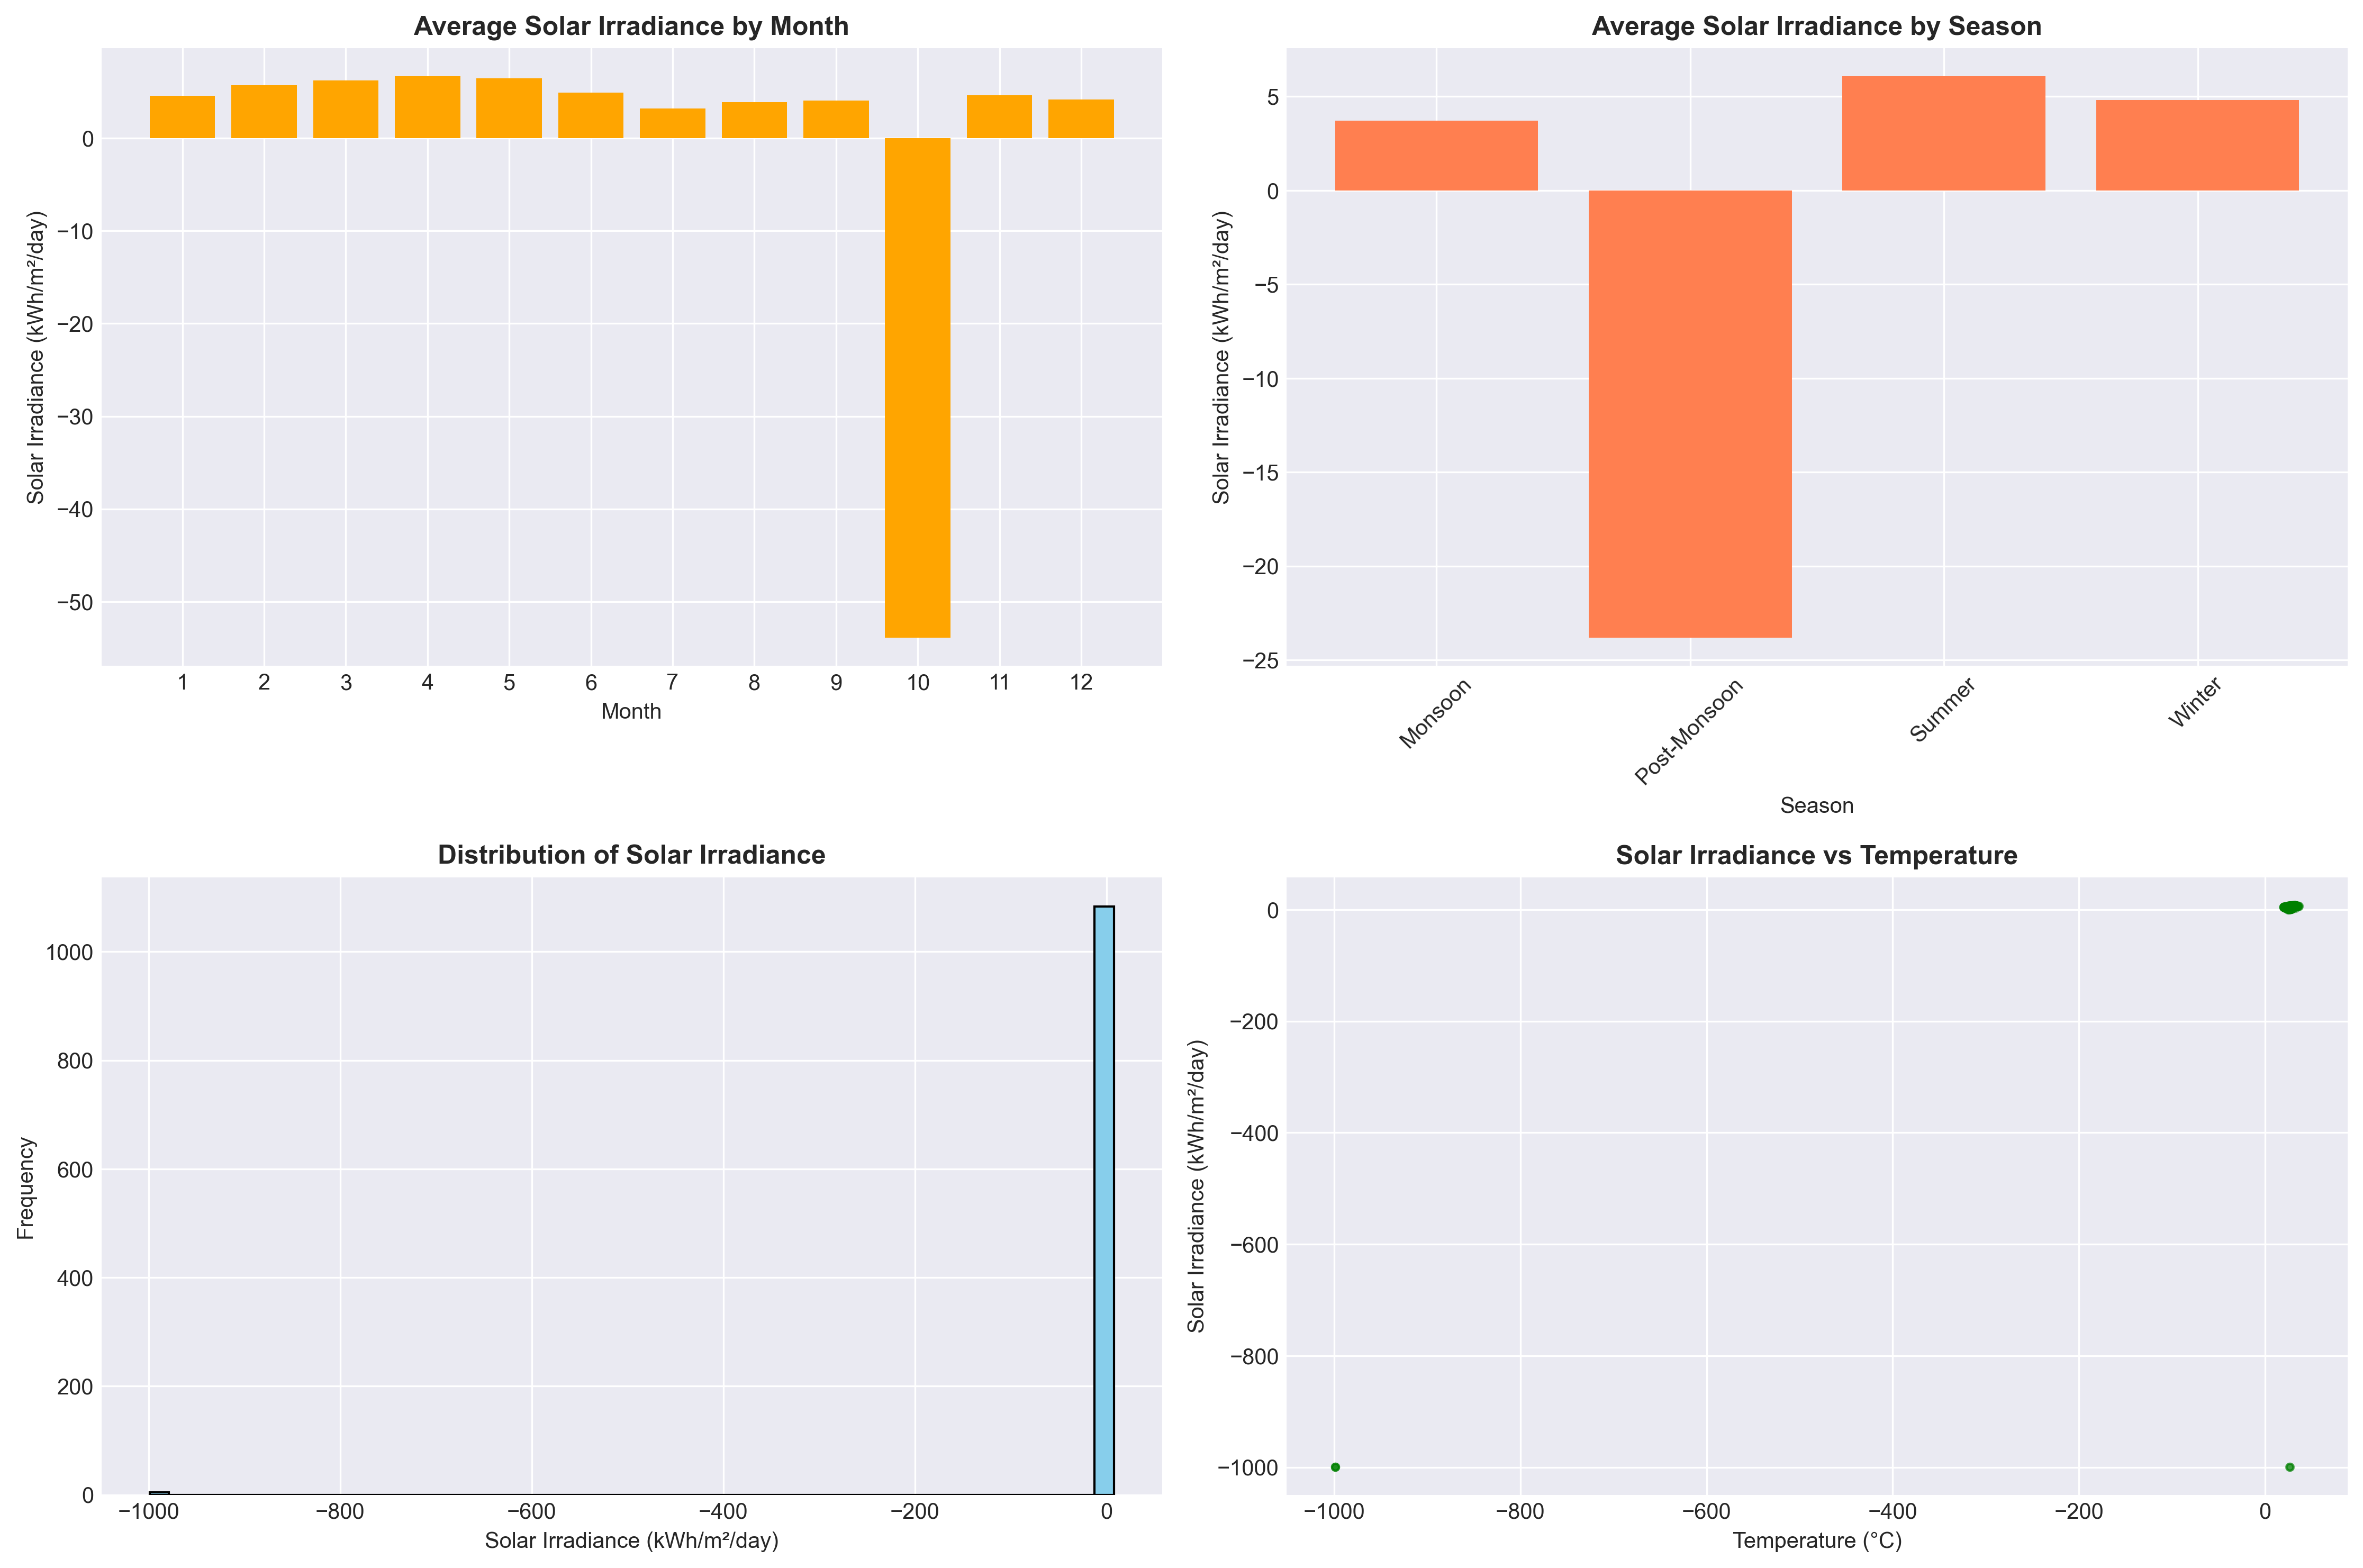 Average Solar Irradiance by Month
Solar Irradiance (kWh/m²/day)
0
−10
−20
−30
−40
−50
1 2 3 4 5 6 7 8 9 10 11 12
Month
Average Solar Irradiance by Season
Solar Irradiance (kWh/m²/day)
5
0
−5
−10
−15
−20
−25
Monsoon
Post-Monsoon
Summer
Winter
Season
Distribution of Solar Irradiance
Frequency
1000
800
600
400
200
0
−1000 −800 −600 −400 −200 0
Solar Irradiance (kWh/m²/day)
Solar Irradiance vs Temperature
Solar Irradiance (kWh/m²/day)
0
−200
−400
−600
−800
−1000
−1000 −800 −600 −400 −200 0
Temperature (°C)